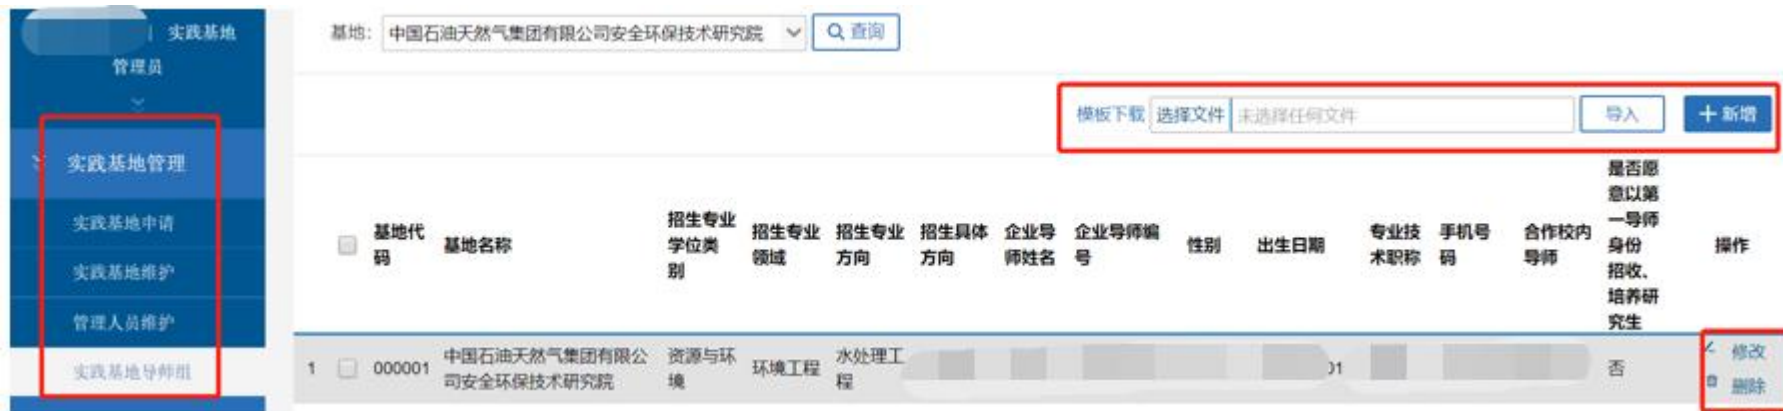 实践基地
管理员
实践基地管理
实践基地申请
实践基地维护
管理人员维护
实践基地导师组
基地: 中国石油天然气集团有限公司安全环保技术研究院 查询
模板下载 选择文件 未选择任何文件 导入 +新增
基地代
码
基地名称
招生专业
学位类
别
招生专业
领域
招生专业
方向
招生具体
方向
企业导
师姓名
企业导师编
号
性别
出生日期
专业技
术职称
手机号
码
合作校内
导师
是否愿
意以第
一导师
身份
招收、
培养研
究生
操作
1
000001
中国石油天然气集团有限公
司安全环保技术研究院
资源与环
境
环境工程
水处理工
程
01
否
修改
删除